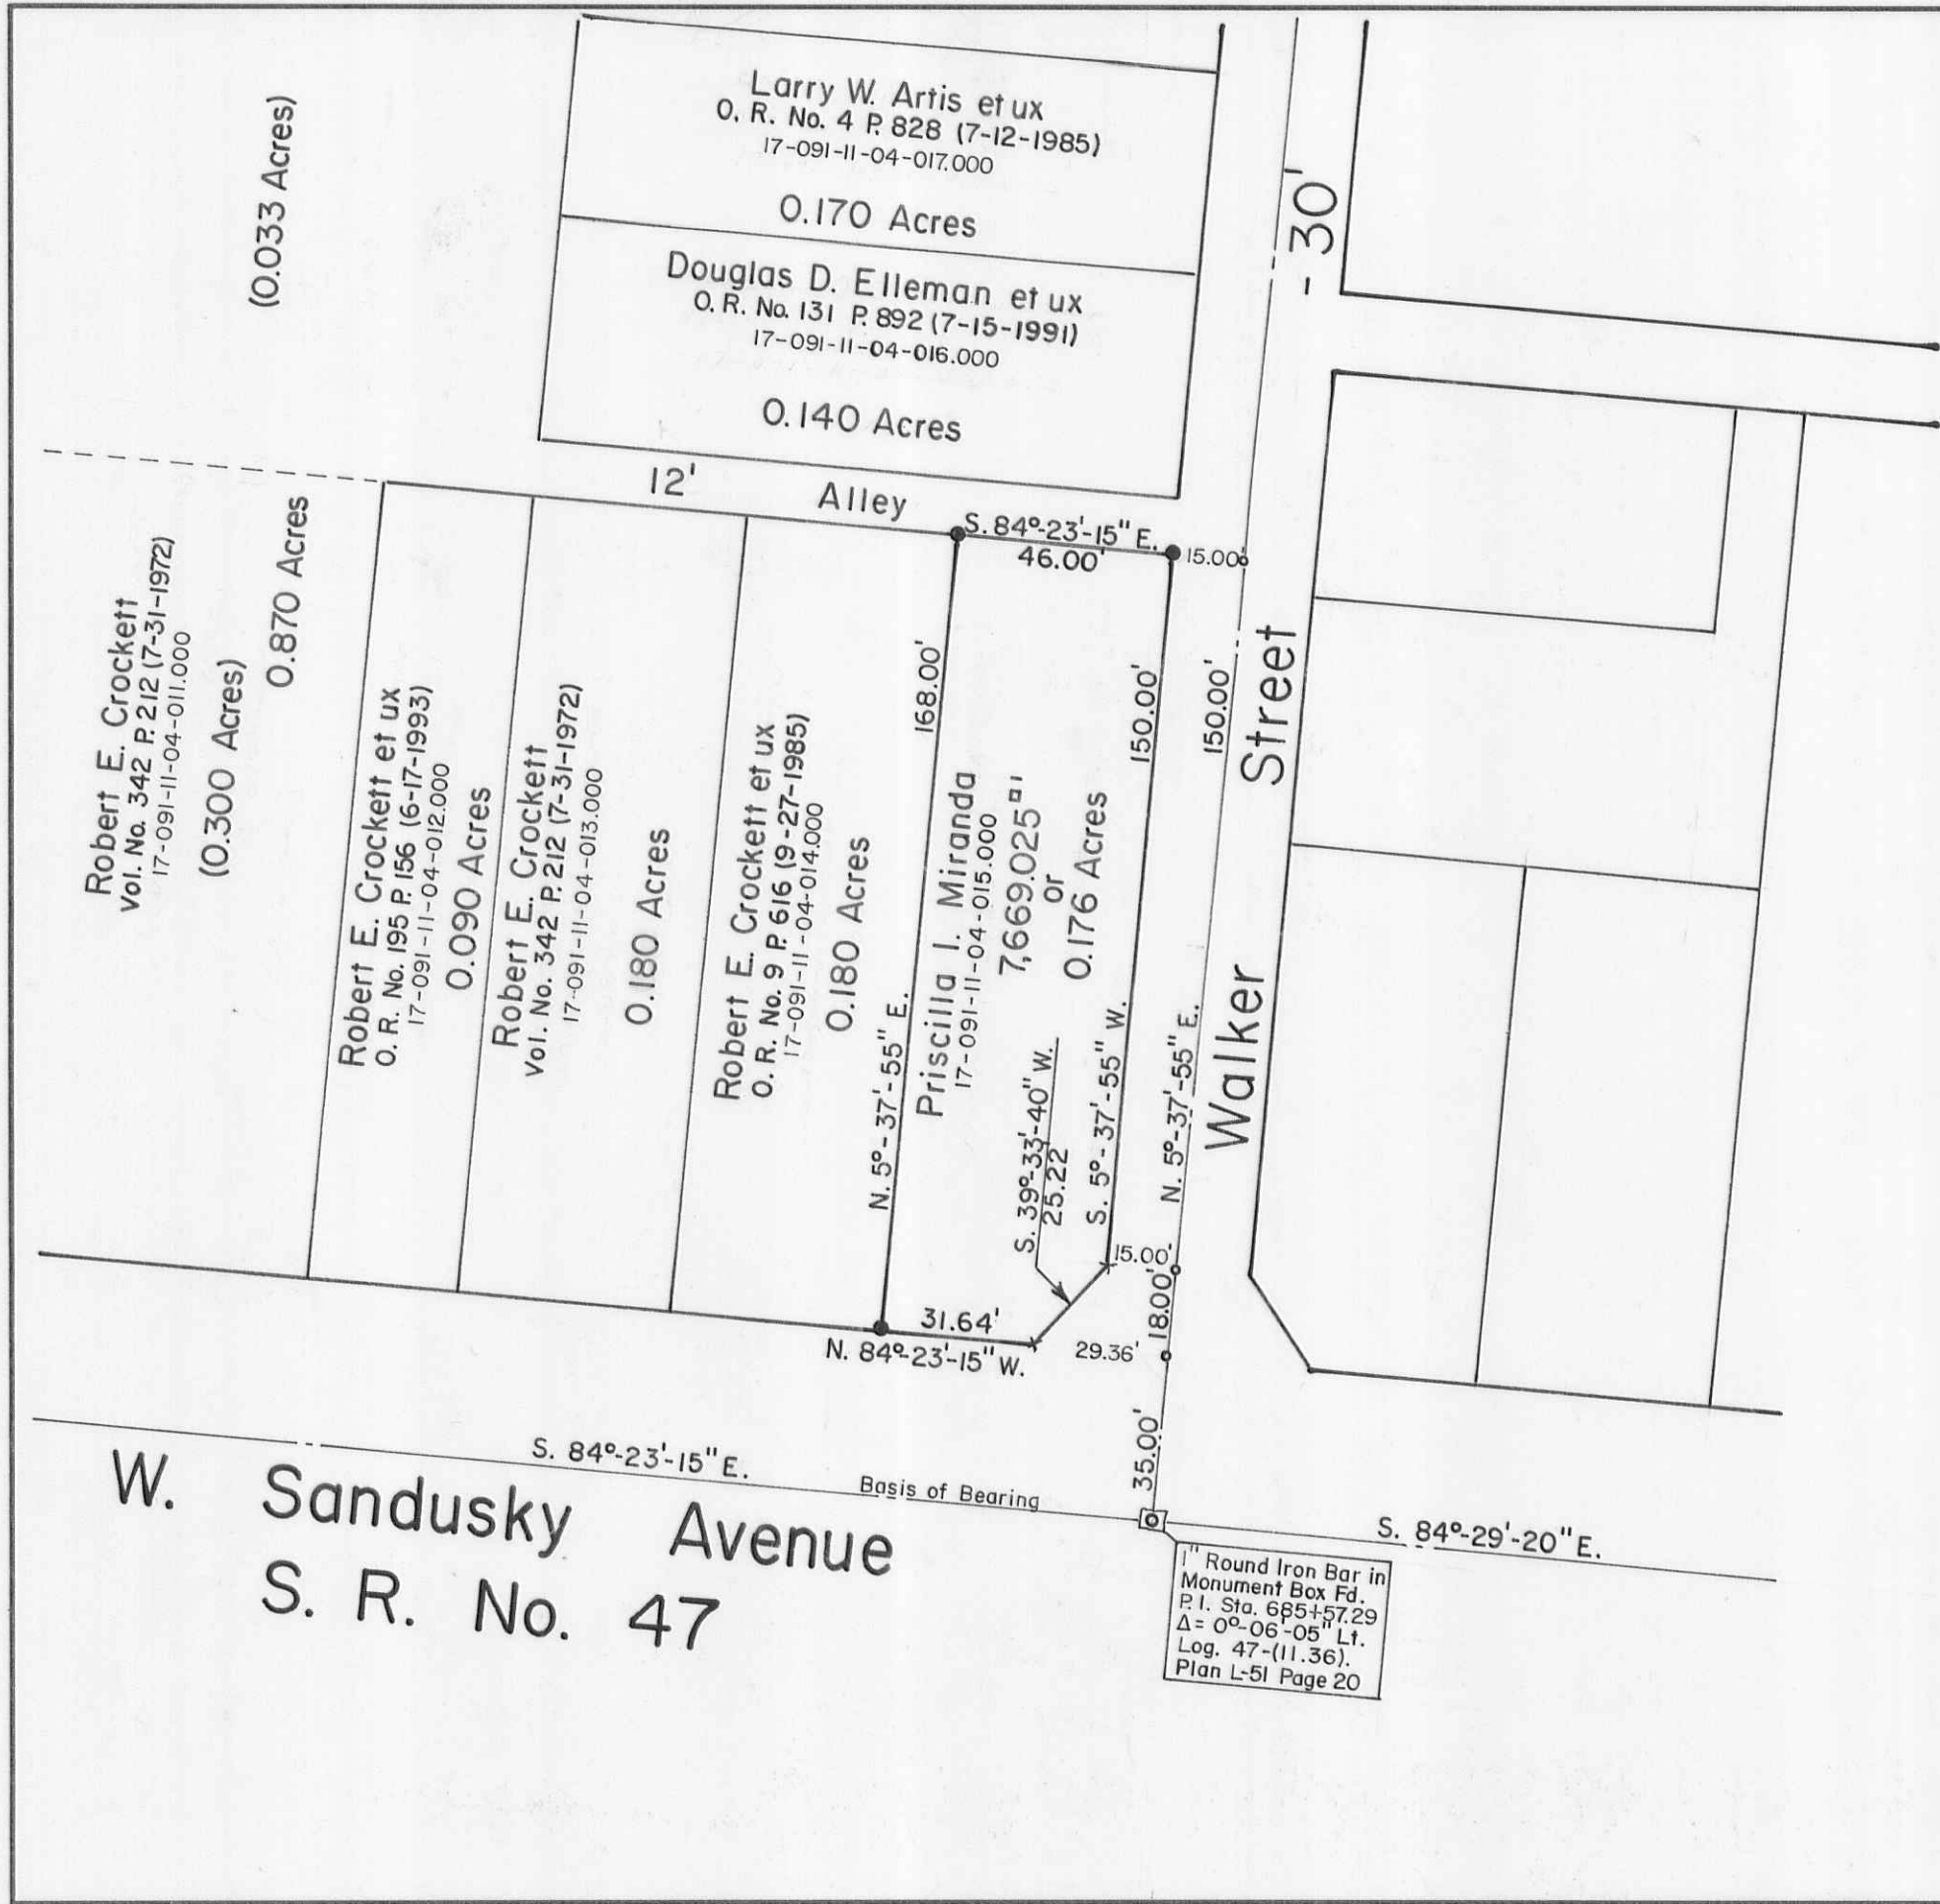 Larry W. Artis et ux
O. R. No. 4 P. 828 (7-12-1985)
17-091-11-04-017.000
0.170 Acres
Douglas D. Elleman et ux
O. R. No. 131 P. 892 (7-15-1991)
17-091-11-04-016.000
0.140 Acres
(0.033 Acres)
- 30'
12' Alley
S. 84°-23'-15" E.
46.00'
15.00'
Robert E. Crockett
Vol. No. 342 P. 212 (7-31-1972)
17-091-11-04-011.000
(0.300 Acres)
0.870 Acres
Robert E. Crockett et ux
O. R. No. 195 P. 156 (6-17-1993)
17-091-11-04-012.000
0.090 Acres
Robert E. Crockett
Vol. No. 342 P. 212 (7-31-1972)
17-091-11-04-013.000
0.180 Acres
Robert E. Crockett et ux
O. R. No. 9 P. 616 (9-27-1985)
17-091-11-04-014.000
0.180 Acres
N. 5°-37'-55" E.
168.00'
Priscilla I. Miranda
17-091-11-04-015.000
7,669.025 □'
or
0.176 Acres
S. 39°-33'-40" W.
25.22
S. 5°-37'-55" W.
150.00'
N. 5°-37'-55" E.
150.00'
Walker Street
15.00'
18.00'
29.36'
35.00'
31.64'
N. 84°-23'-15" W.
S. 84°-23'-15" E.
Basis of Bearing
S. 84°-29'-20" E.
W. Sandusky Avenue
S. R. No. 47
1" Round Iron Bar in
Monument Box Fd.
P.I. Sta. 685+57.29
Δ= 0°-06'-05" Lt.
Log. 47-(11.36).
Plan L-51 Page 20